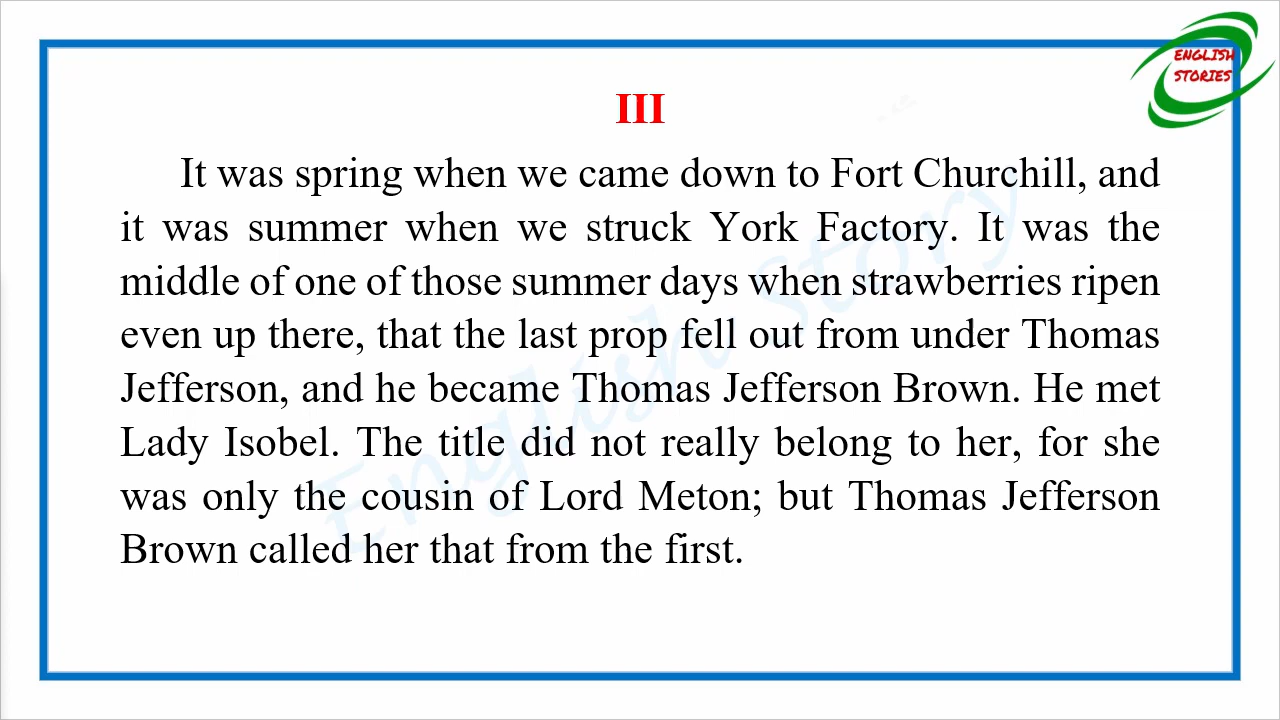 ENGLISH
STORIES
III
It was spring when we came down to Fort Churchill, and
it was summer when we struck York Factory. It was the
middle of one of those summer days when strawberries ripen
even up there, that the last prop fell out from under Thomas
Jefferson, and he became Thomas Jefferson Brown. He met
Lady Isobel. The title did not really belong to her, for she
was only the cousin of Lord Meton; but Thomas Jefferson
Brown called her that from the first.
English Story